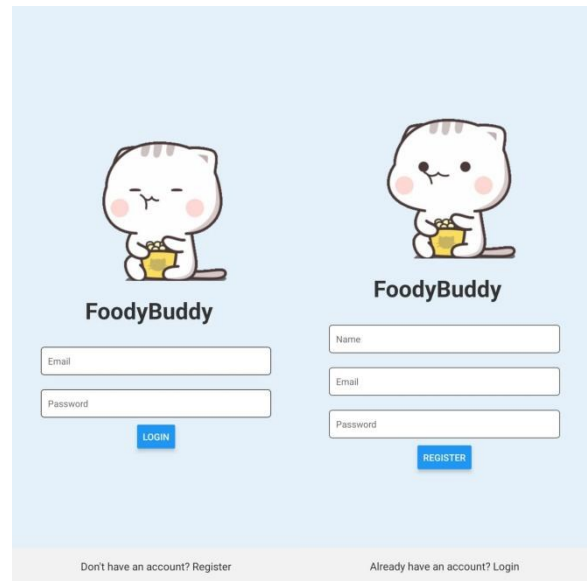 FoodyBuddy
Email
Password
LOGIN
Don't have an account? Register
FoodyBuddy
Name
Email
Password
REGISTER
Already have an account? Login